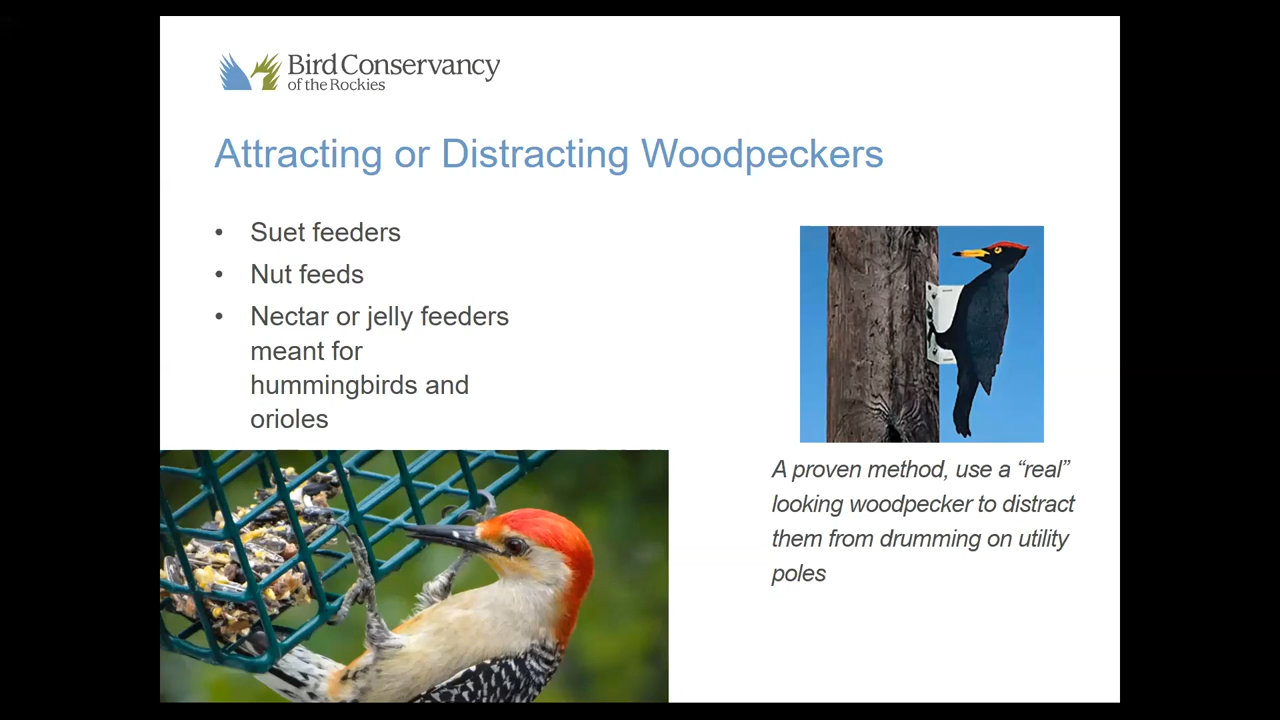 Bird Conservancy
of the Rockies
Attracting or Distracting Woodpeckers
• Suet feeders
• Nut feeds
• Nectar or jelly feeders
meant for
hummingbirds and
orioles
A proven method, use a “real”
looking woodpecker to distract
them from drumming on utility
poles